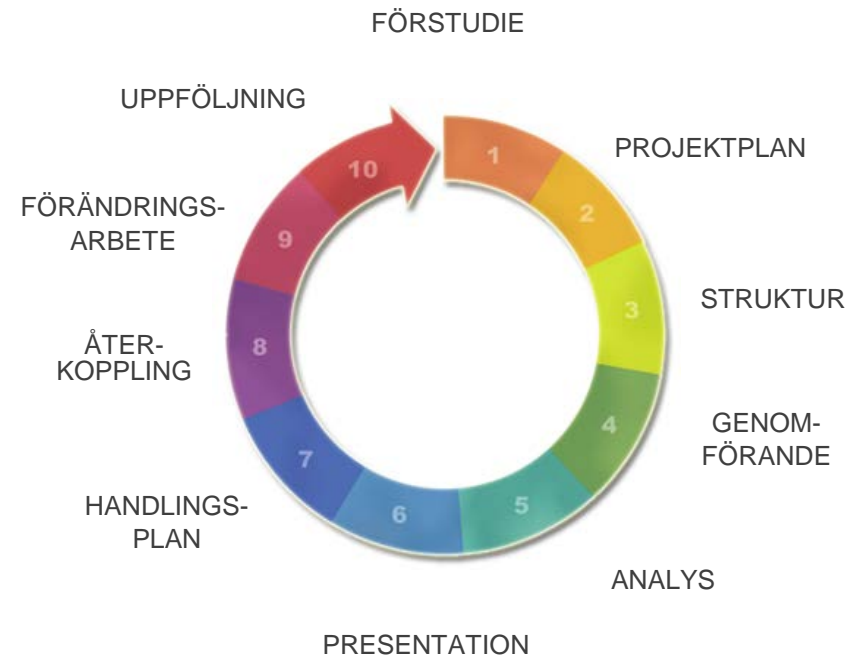 FÖRSTUDIE
PROJEKTPLAN
STRUKTUR
GENOM-
FÖRANDE
ANALYS
PRESENTATION
HANDLINGS-
PLAN
ÅTER-
KOPPLING
FÖRÄNDRINGS-
ARBETE
UPPFÖLJNING
1
2
3
4
5
6
7
8
9
10